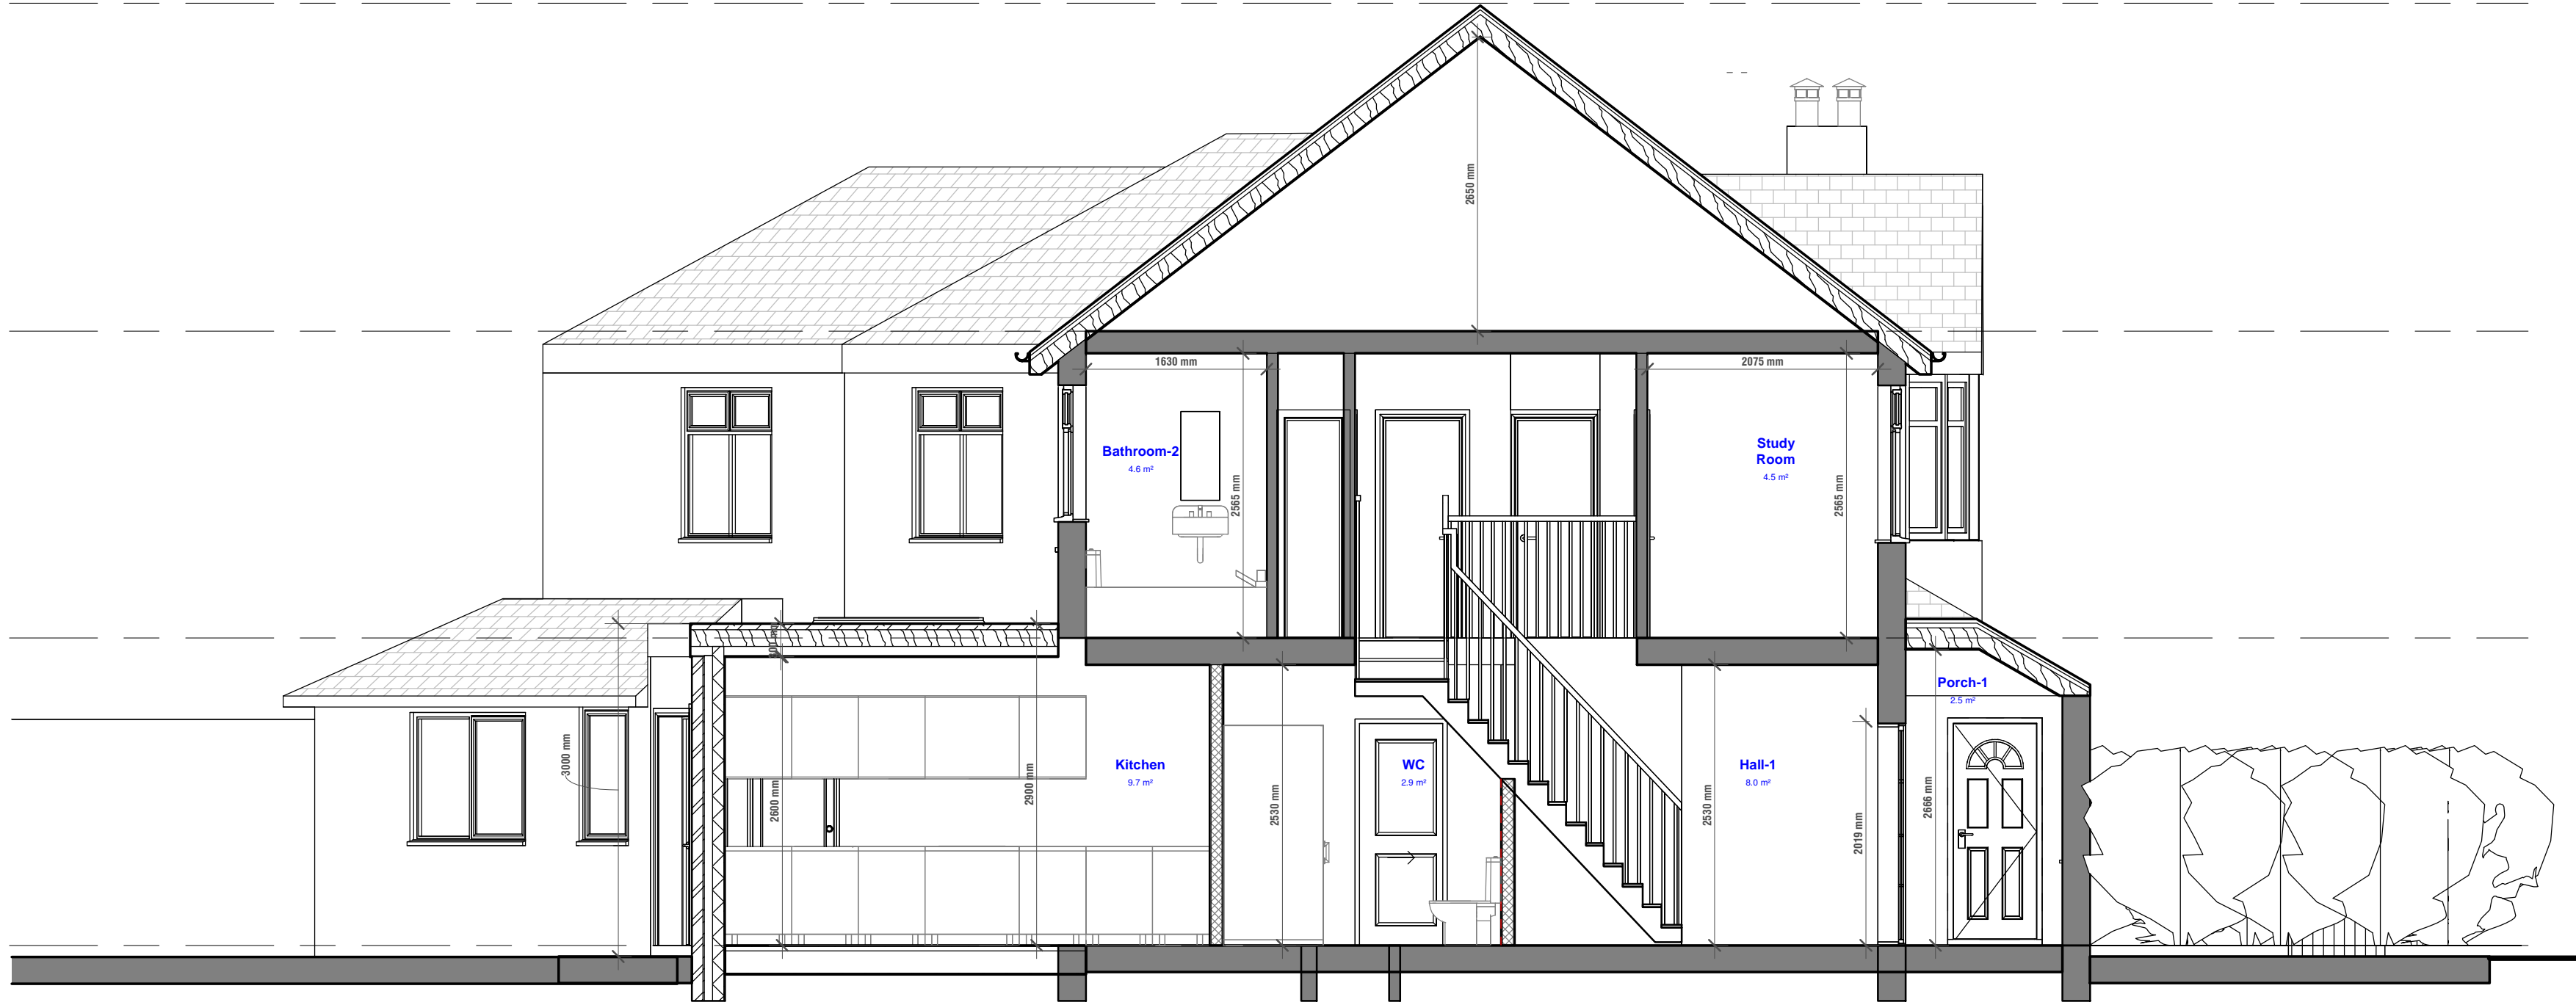 2650 mm
1630 mm
2075 mm
Bathroom-2
4.6 m²
2565 mm
Study
Room
4.5 m²
2565 mm
Porch-1
2.5 m²
3000 mm
2600 mm
2900 mm
Kitchen
9.7 m²
2530 mm
WC
2.9 m²
2530 mm
Hall-1
8.0 m²
2019 mm
2666 mm